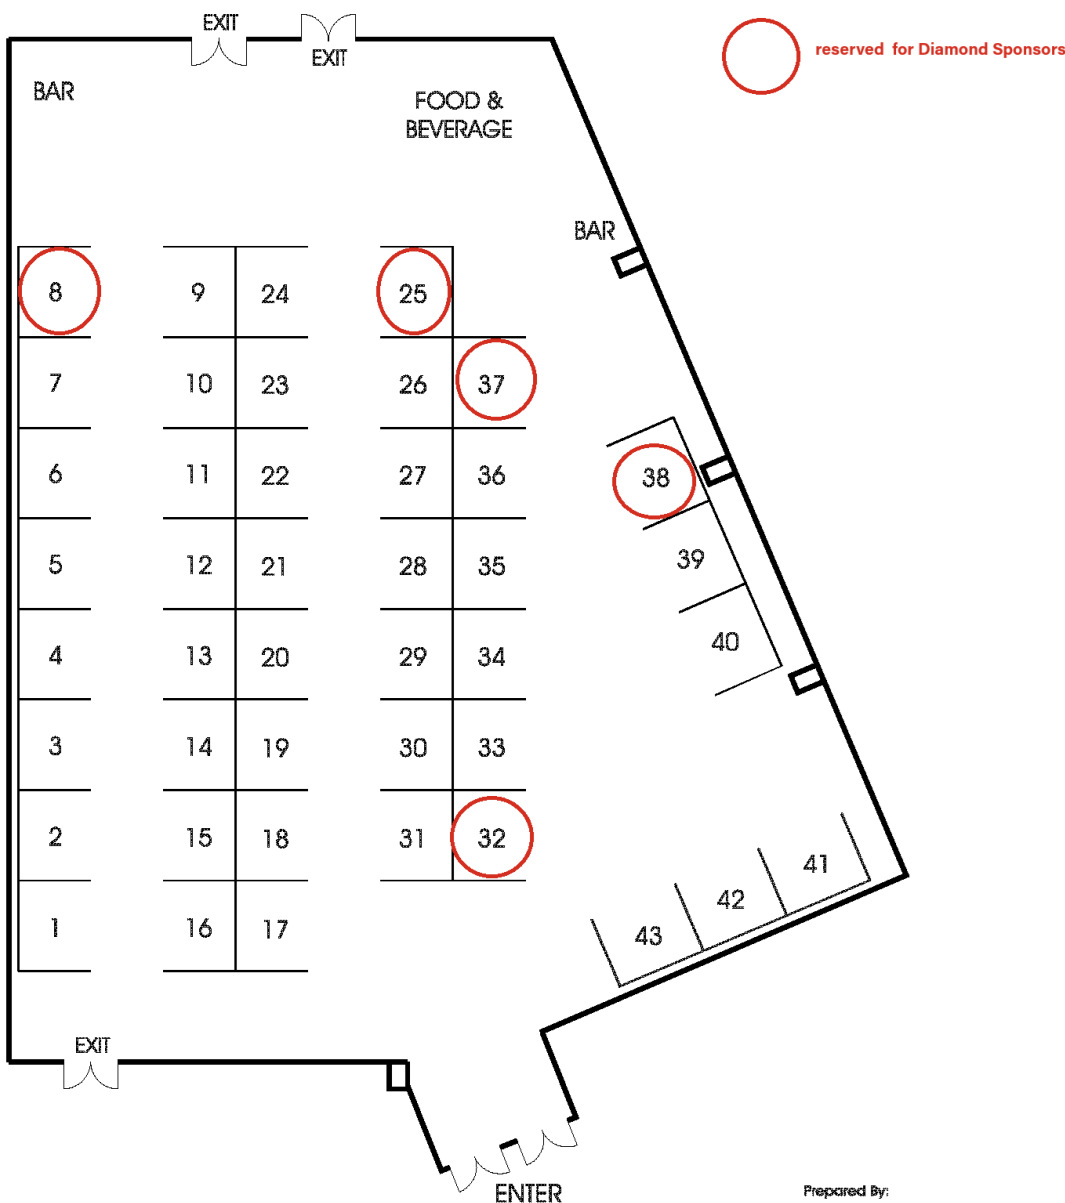 EXIT
EXIT
reserved for Diamond Sponsors
BAR
FOOD &
BEVERAGE
BAR
8 9 24 25
7 10 23 26 37
6 11 22 27 36 38
5 12 21 28 35 39
4 13 20 29 34 40
3 14 19 30 33
2 15 18 31 32 41
1 16 17 43 42
EXIT
ENTER
Prepared By: